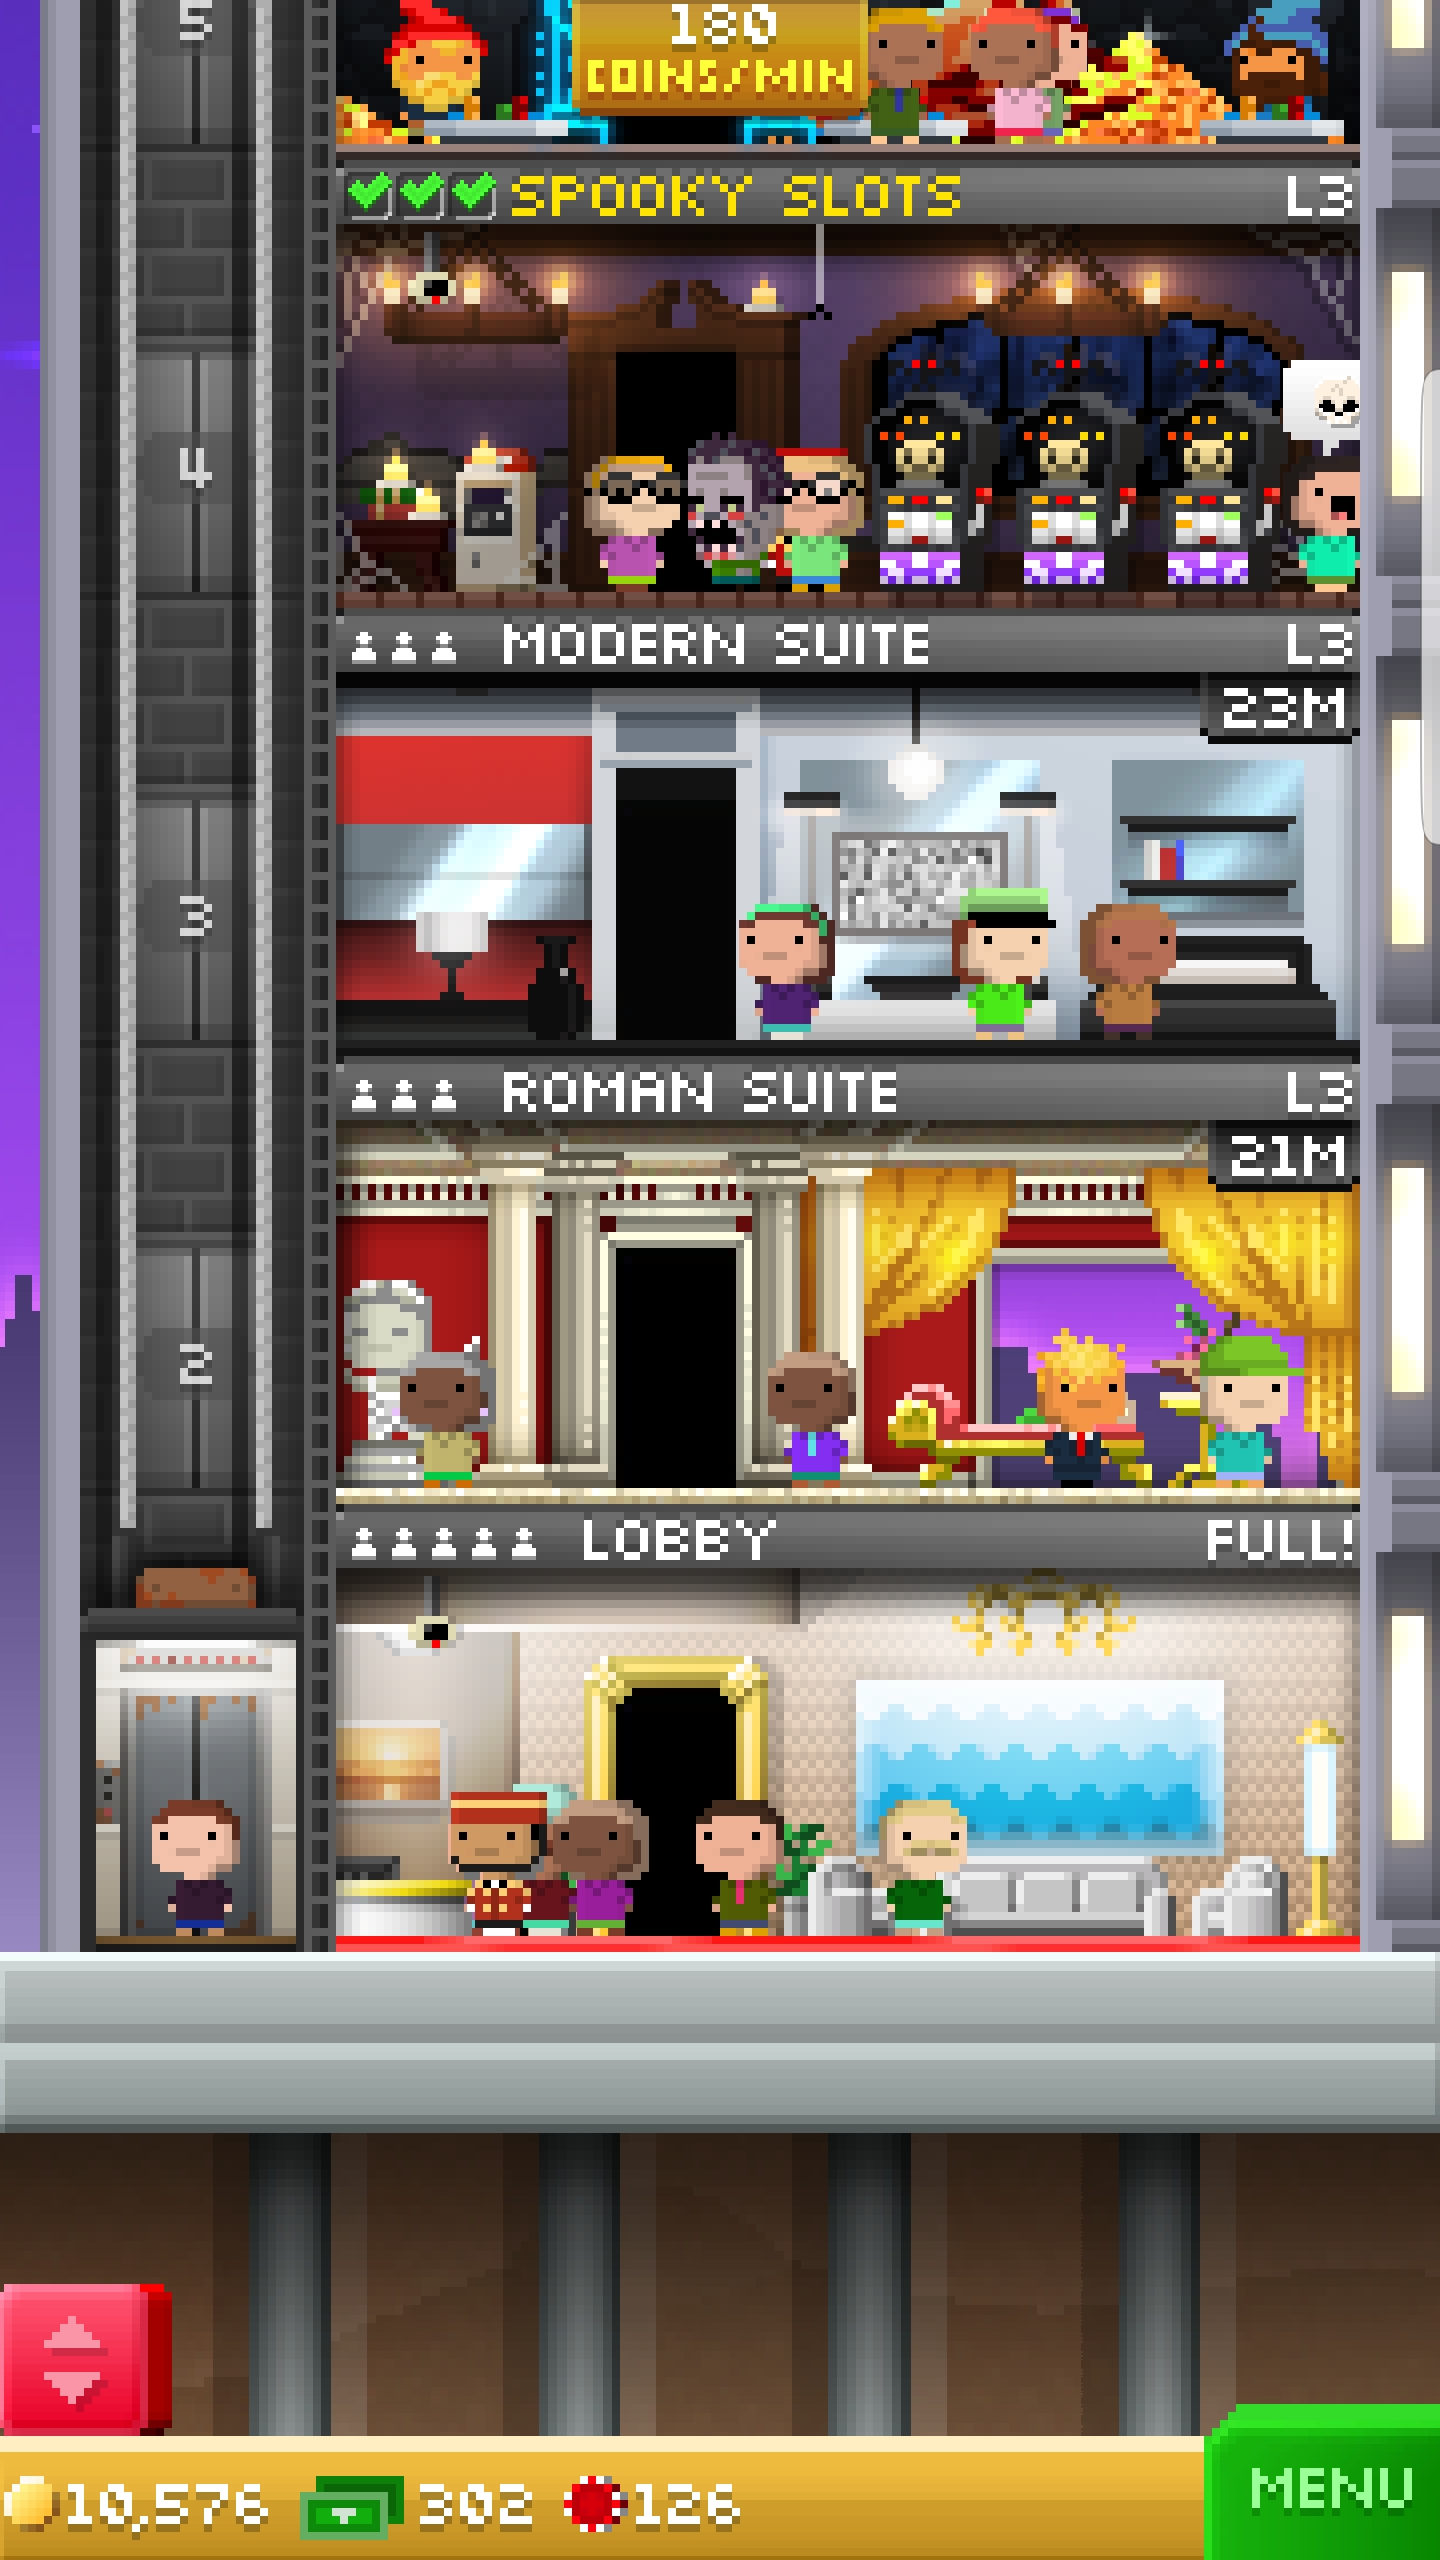 5
180
COINS/MIN
SPOOKY SLOTS L3
4
MODERN SUITE L3
23M
3
ROMAN SUITE L3
21M
2
LOBBY FULL!
10,576 302 126
MENU